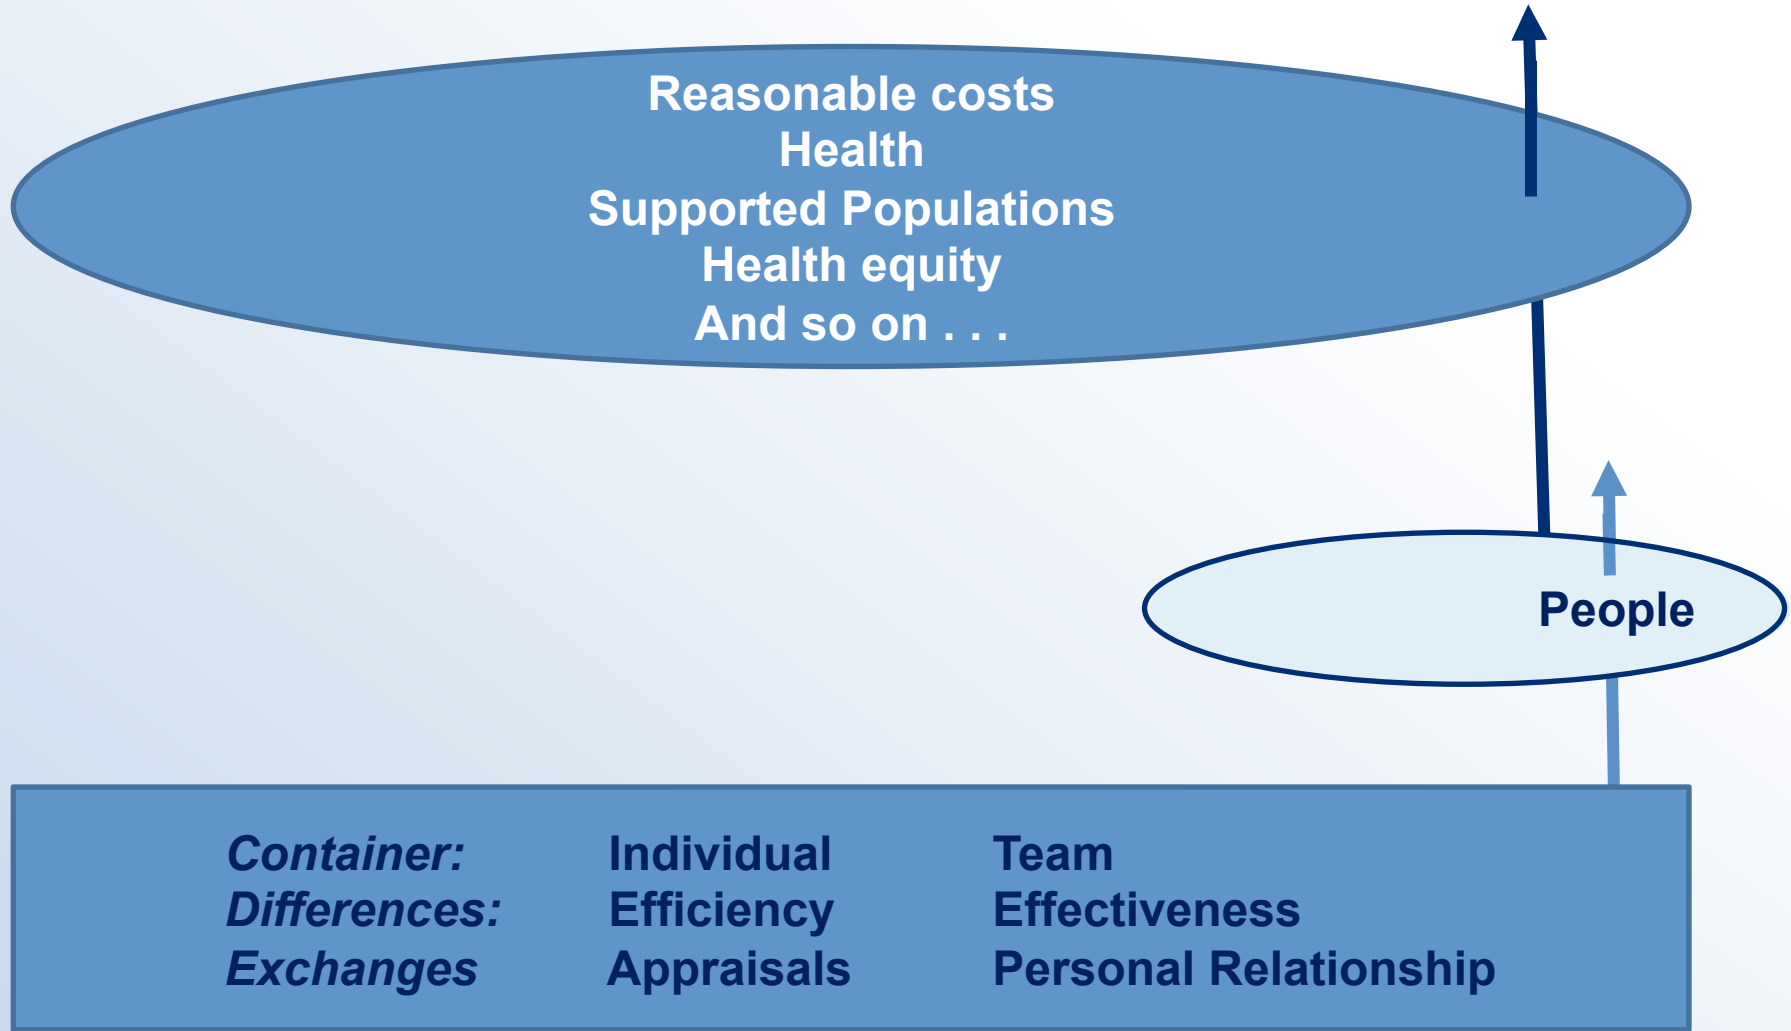 Reasonable costs
Health
Supported Populations
Health equity
And so on . . .
People
Container: Individual Team
Differences: Efficiency Effectiveness
Exchanges Appraisals Personal Relationship